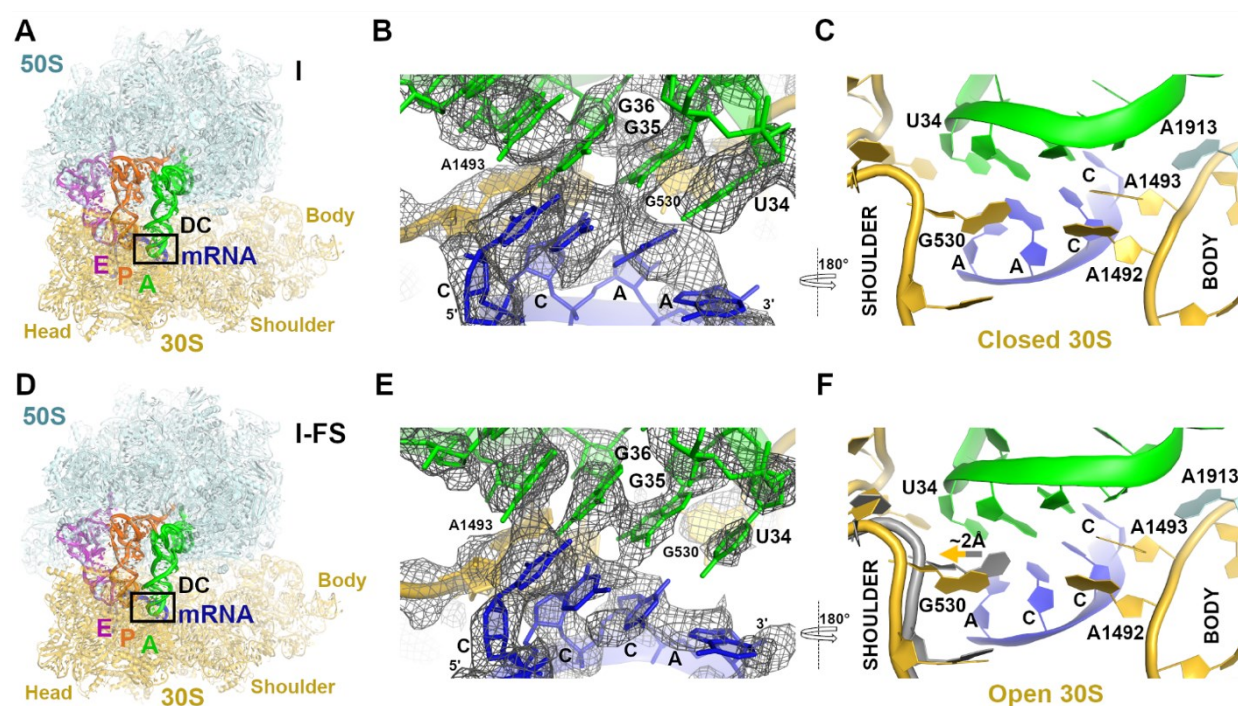 A
50S
I
DC
mRNA
Body
E
P
A
Head
Shoulder
30S
B
G36
G35
A1493
G530
U34
C
C
A
A
5'
3'
180°
C
U34
A1913
C
A1493
G530
C
A
A
A1492
SHOULDER
BODY
Closed 30S
D
50S
I-FS
DC
mRNA
Body
E
P
A
Head
Shoulder
30S
E
G36
G35
A1493
G530
U34
C
C
C
A
5'
3'
180°
F
U34
A1913
C
A1493
~2Å
G530
A
C
C
A1492
SHOULDER
BODY
Open 30S